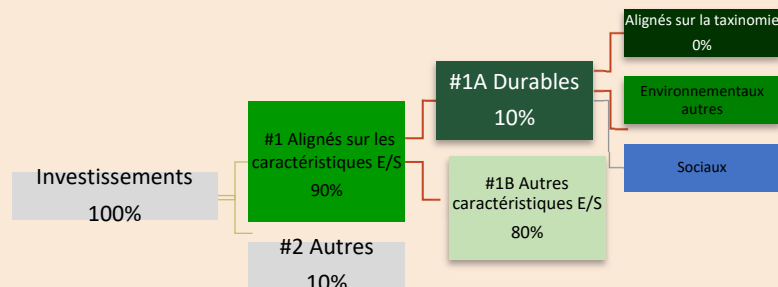 Investissements
100%
#1 Alignés sur les
caractéristiques E/S
90%
#2 Autres
10%
#1A Durables
10%
#1B Autres
caractéristiques E/S
80%
Alignés sur la taxinomie
0%
Environnementaux
autres
Sociaux